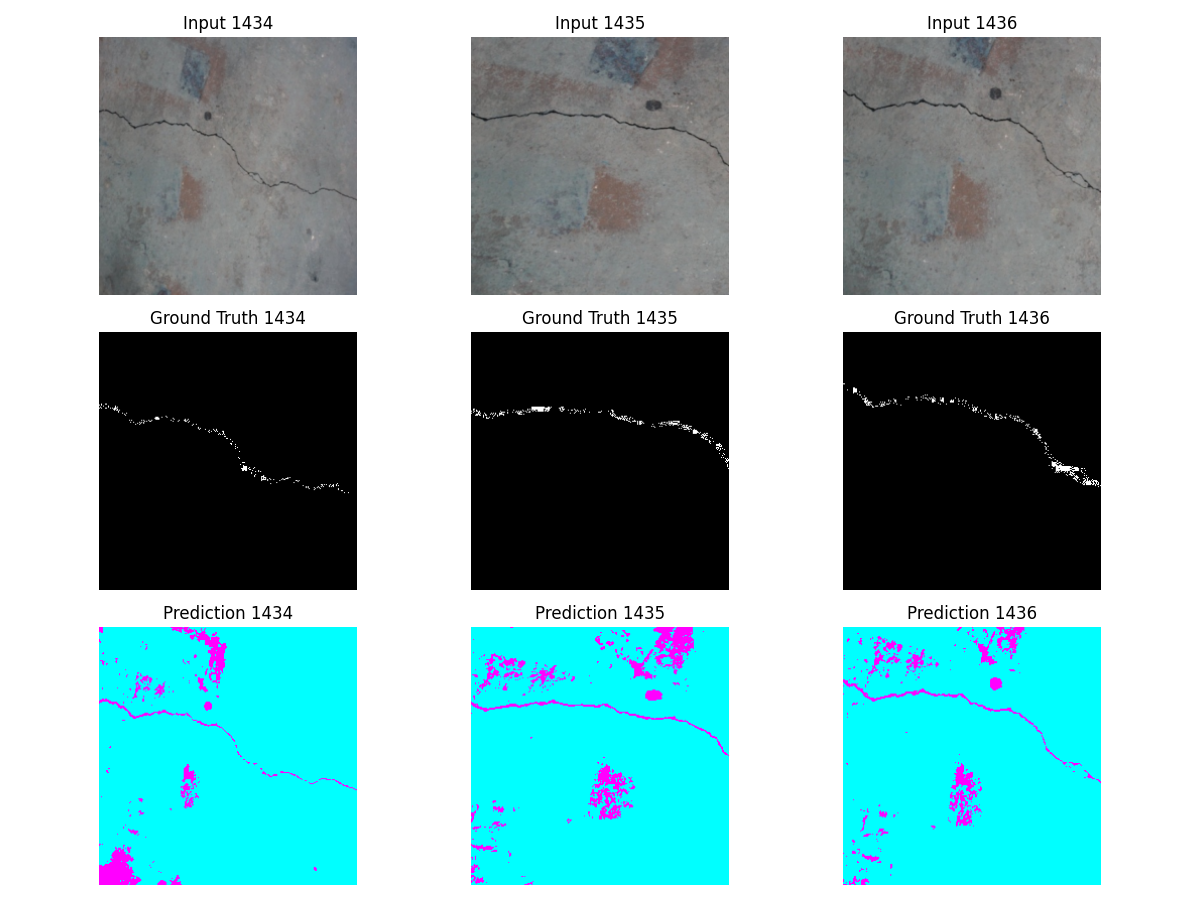 Input 1434
Input 1435
Input 1436
Ground Truth 1434
Ground Truth 1435
Ground Truth 1436
Prediction 1434
Prediction 1435
Prediction 1436